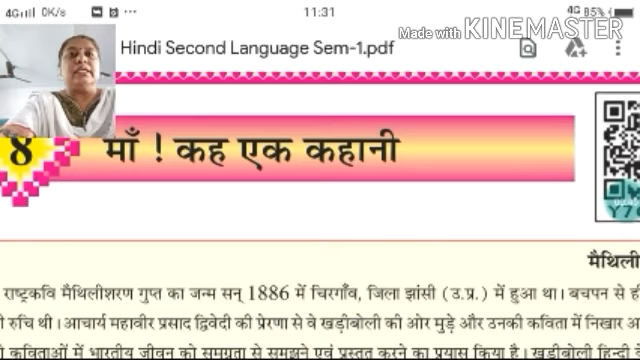 4G 0K/s ··· 11:31 4G 85%
Made with KINEMASTER
Hindi Second Language Sem-1.pdf
8 माँ ! कह एक कहानी
मैथिली
राष्ट्रकवि मैथिलीशरण गुप्त का जन्म सन् 1886 में चिरगाँव, जिला झांसी (उ.प्र.) में हुआ था। बचपन से ही
रुचि थी। आचार्य महावीर प्रसाद द्विवेदी की प्रेरणा से वे खड़ीबोली की ओर मुड़े और उनकी कविता में निखार
कविताओं में भारतीय जीवन को समग्रता से समझने एवं प्रस्तुत करने का प्रयास किया है। खड़ीबोली हिन्दी